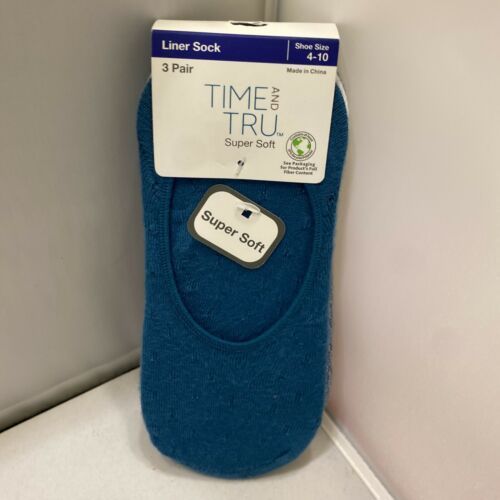 Liner Sock
Shoe Size
4-10
3 Pair
Made in China
TIME AND
TRU™
Super Soft
See Packaging
for Product's Full
Fiber Content
Super Soft